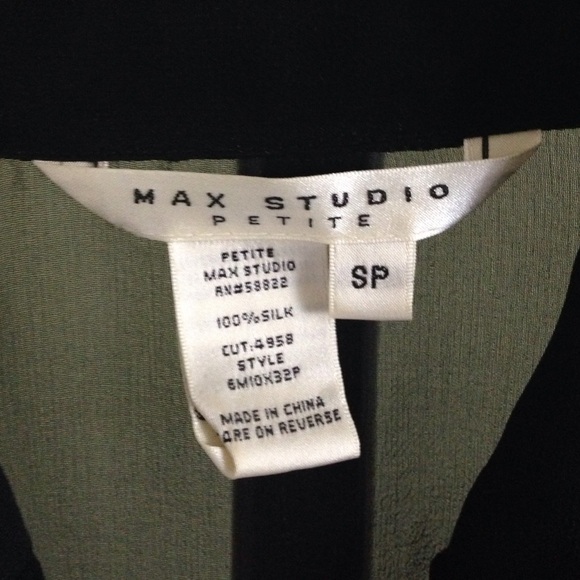 MAX STUDIO
PETITE
PETITE
MAX STUDIO
RN#58822
100%SILK
CUT:4958
STYLE
6M10X32P
MADE IN CHINA
ARE ON REVERSE
SP